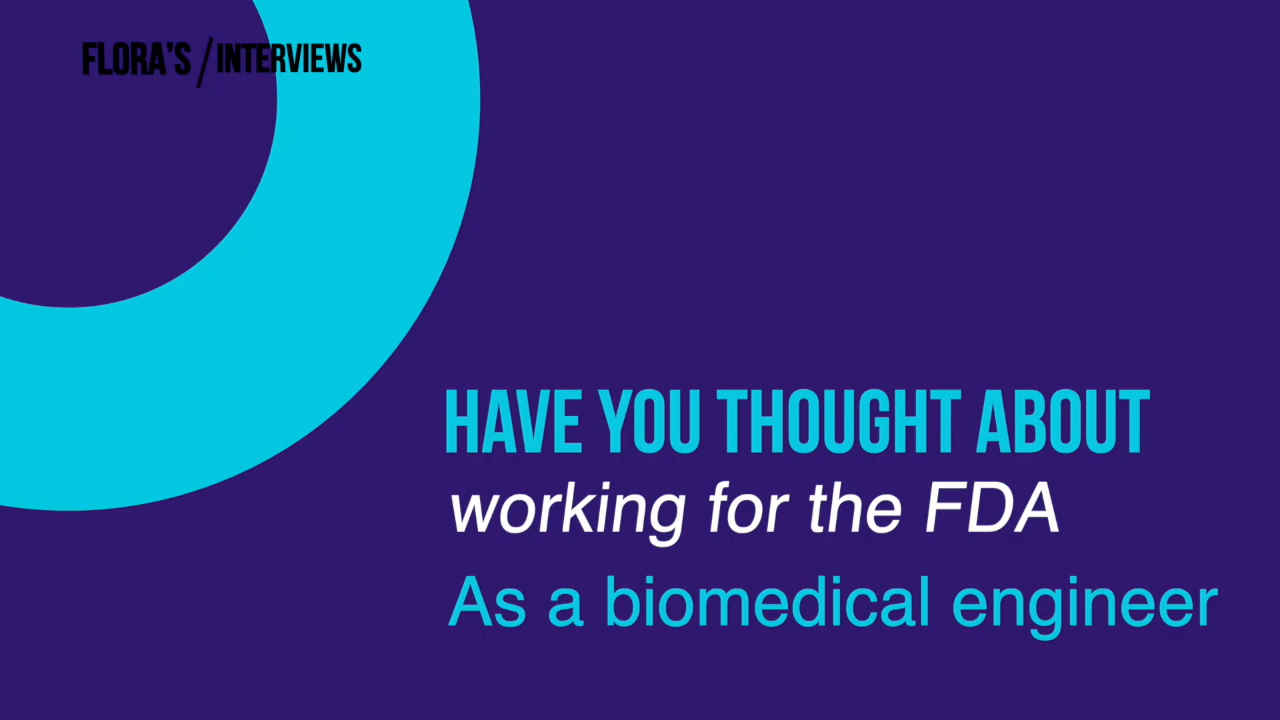 FLORA'S / INTERVIEWS
HAVE YOU THOUGHT ABOUT
working for the FDA
As a biomedical engineer